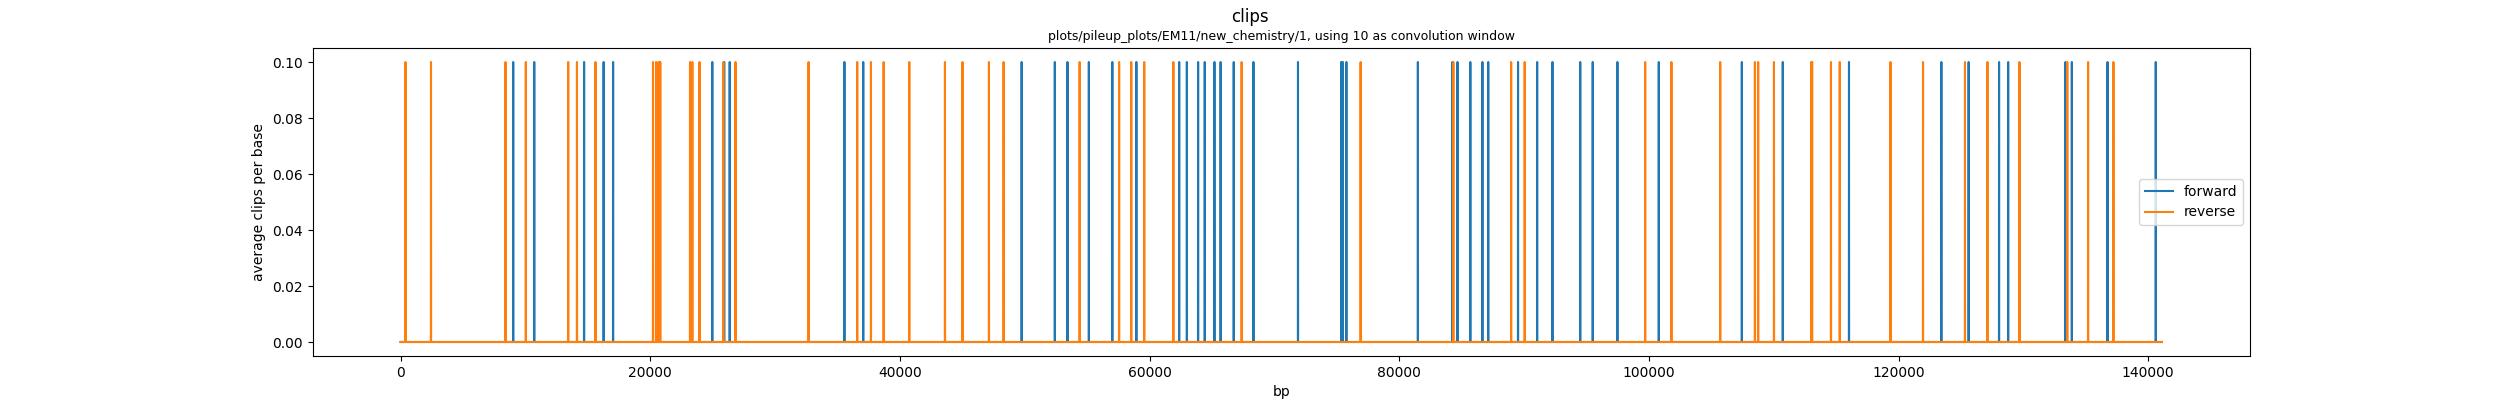 clips
plots/pileup_plots/EM11/new_chemistry/1, using 10 as convolution window
average clips per base
0.10
0.08
0.06
0.04
0.02
0.00
forward
reverse
0 20000 40000 60000 80000 100000 120000 140000
bp